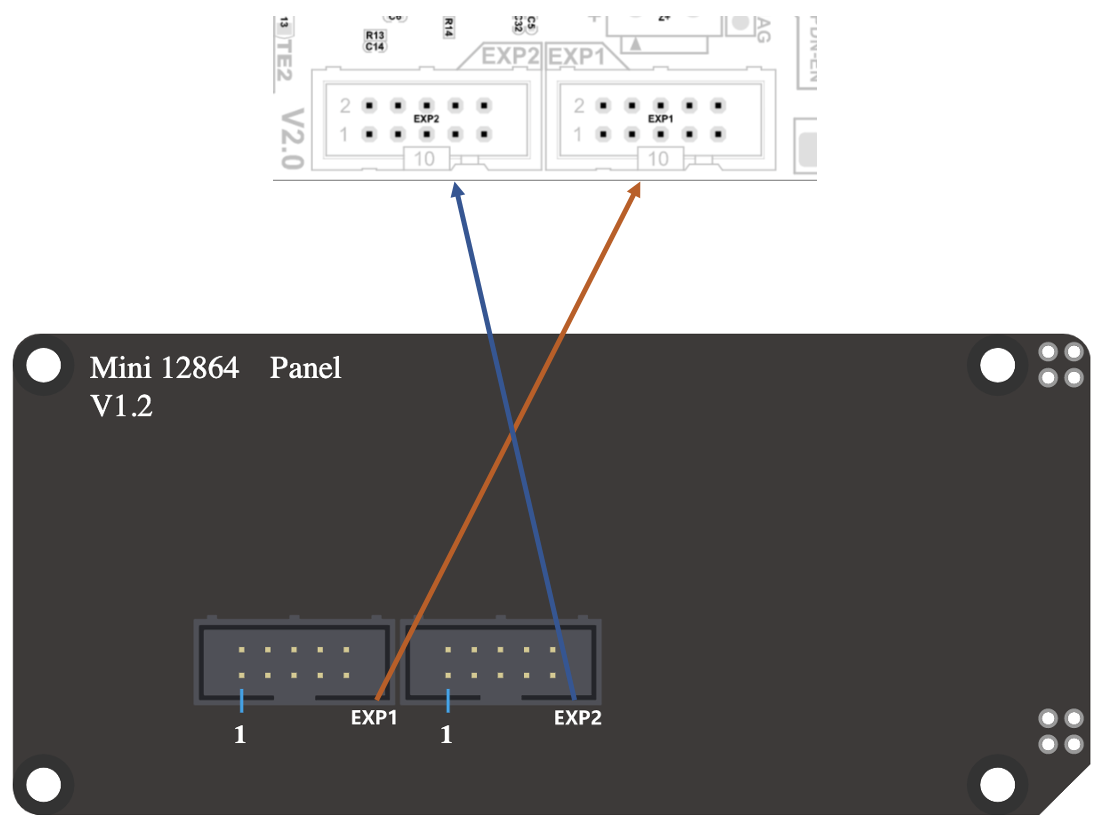 13
C6
R13
C14
R14
C32
C5
2+
+
AG
FUN-EN
TE2
EXP2
EXP1
V2.0
2
EXP2
1
10
2
EXP1
1
10
Mini 12864 Panel
V1.2
EXP1
EXP2
1
1